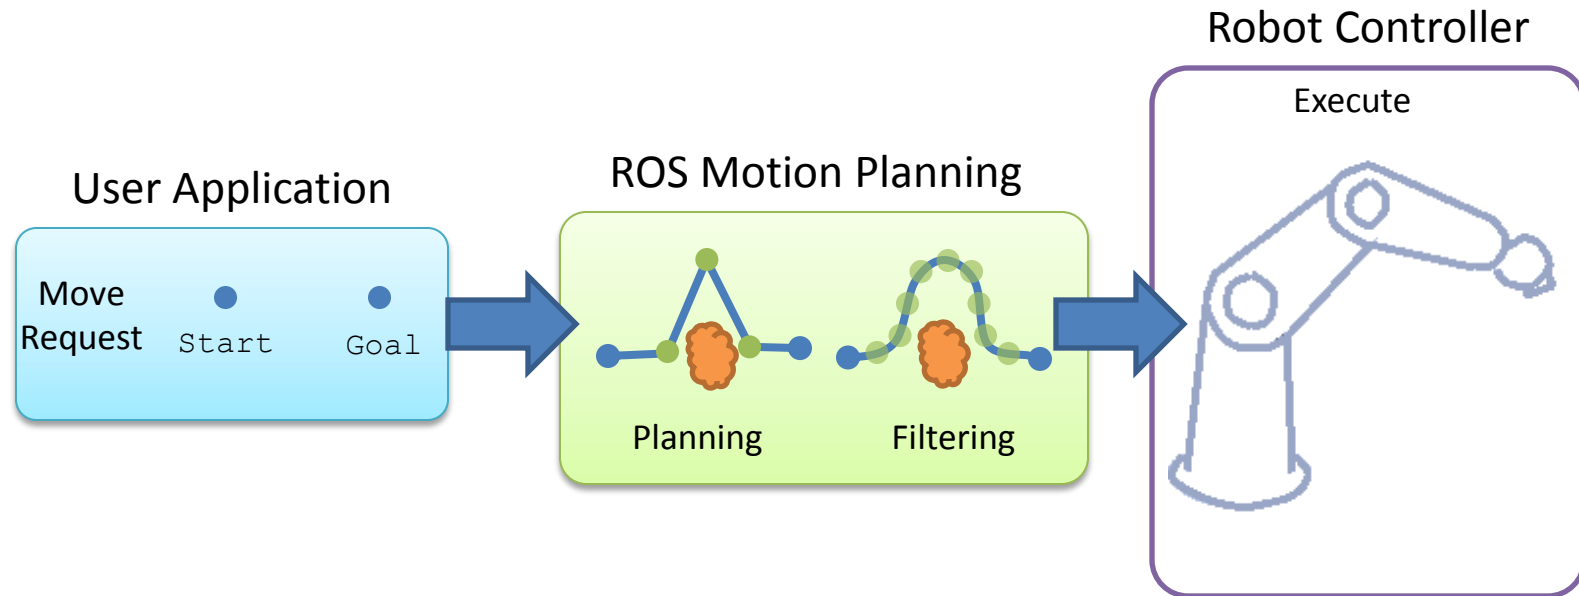 User Application
Move
Request
Start
Goal
ROS Motion Planning
Planning
Filtering
Robot Controller
Execute